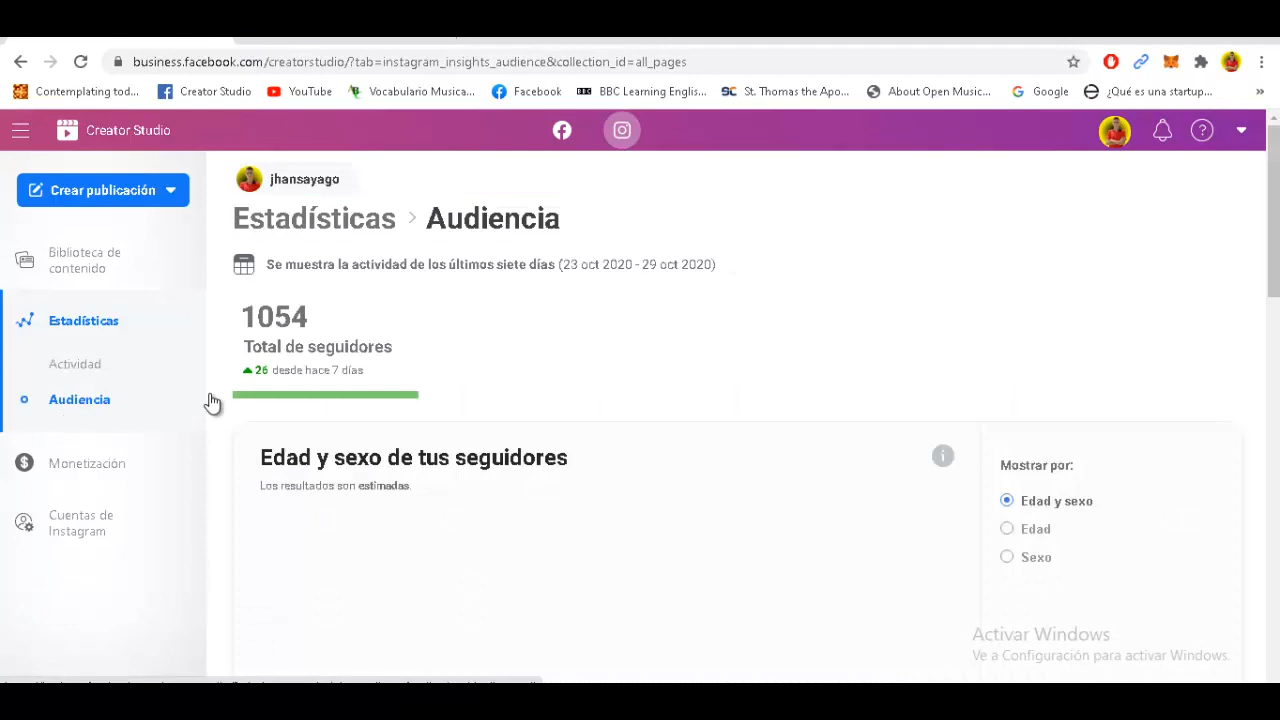 business.facebook.com/creatorstudio/?tab=instagram_insights_audience&collection_id=all_pages
Contemplating tod... Creator Studio YouTube Vocabulario Musica... Facebook BBC Learning Englis... St. Thomas the Apo... About Open Music... Google ¿Qué es una startup... »
Creator Studio
Crear publicación
Biblioteca de
contenido
Estadísticas
Actividad
Audiencia
Monetización
Cuentas de
Instagram
jhansayago
Estadísticas > Audiencia
Se muestra la actividad de los últimos siete días (23 oct 2020 - 29 oct 2020)
1054
Total de seguidores
26 desde hace 7 días
Edad y sexo de tus seguidores
Los resultados son estimadas.
Mostrar por:
Edad y sexo
Edad
Sexo
Activar Windows
Ve a Configuración para activar Windows.